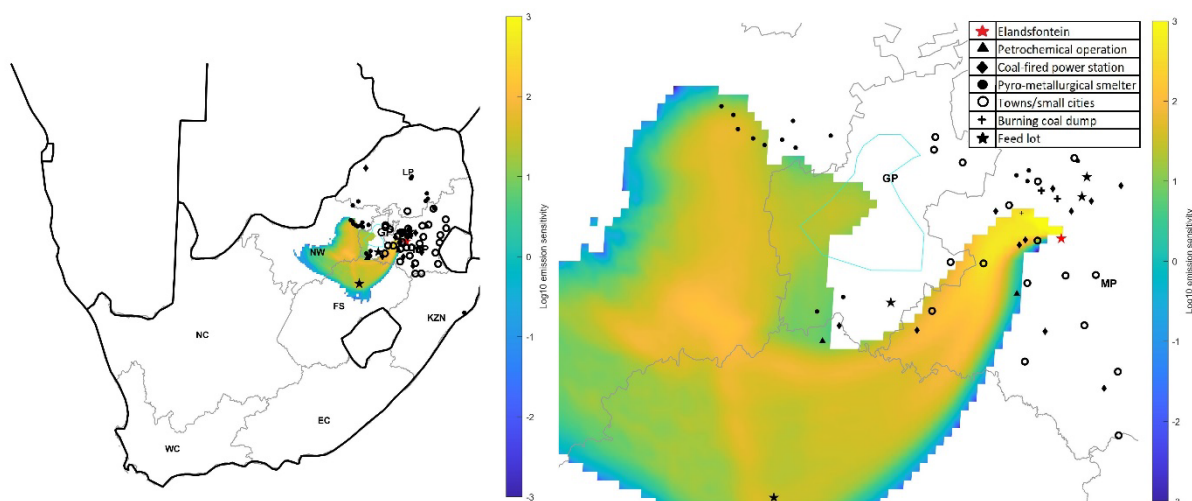 LP
GP
NW
MP
FS
KZN
NC
EC
WC
3
2
1
0
-1
-2
-3
Log10 emission sensitivity
Elandsfontein
Petrochemical operation
Coal-fired power station
Pyro-metallurgical smelter
Towns/small cities
Burning coal dump
Feed lot
GP
MP
3
2
1
0
-1
-2
Log10 emission sensitivity